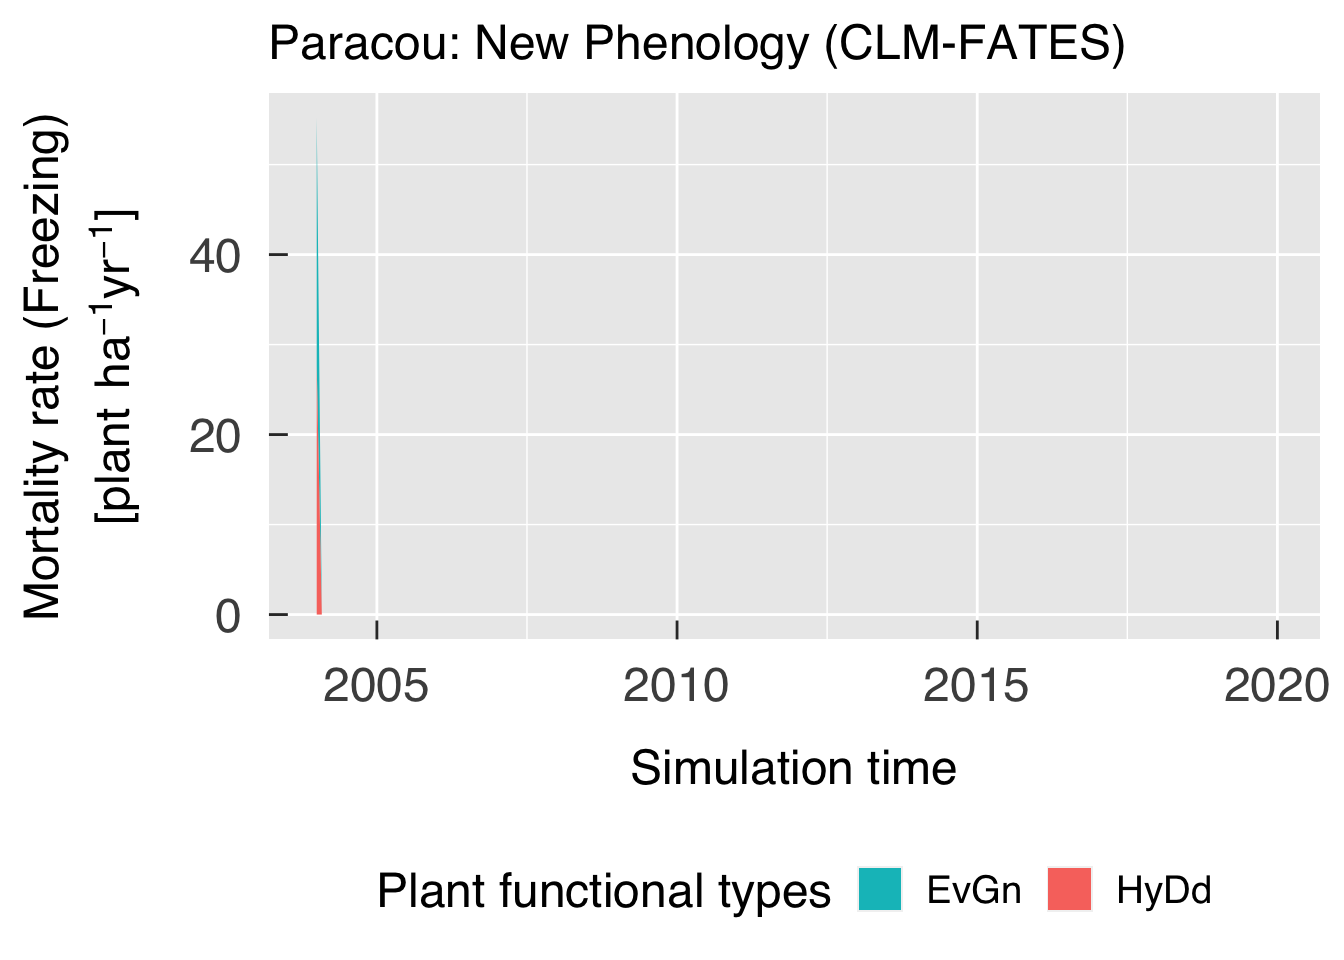 Paracou: New Phenology (CLM-FATES)
Mortality rate (Freezing)
[plant ha⁻¹yr⁻¹]
40
20
0
2005 2010 2015 2020
Simulation time
Plant functional types EvGn HyDd